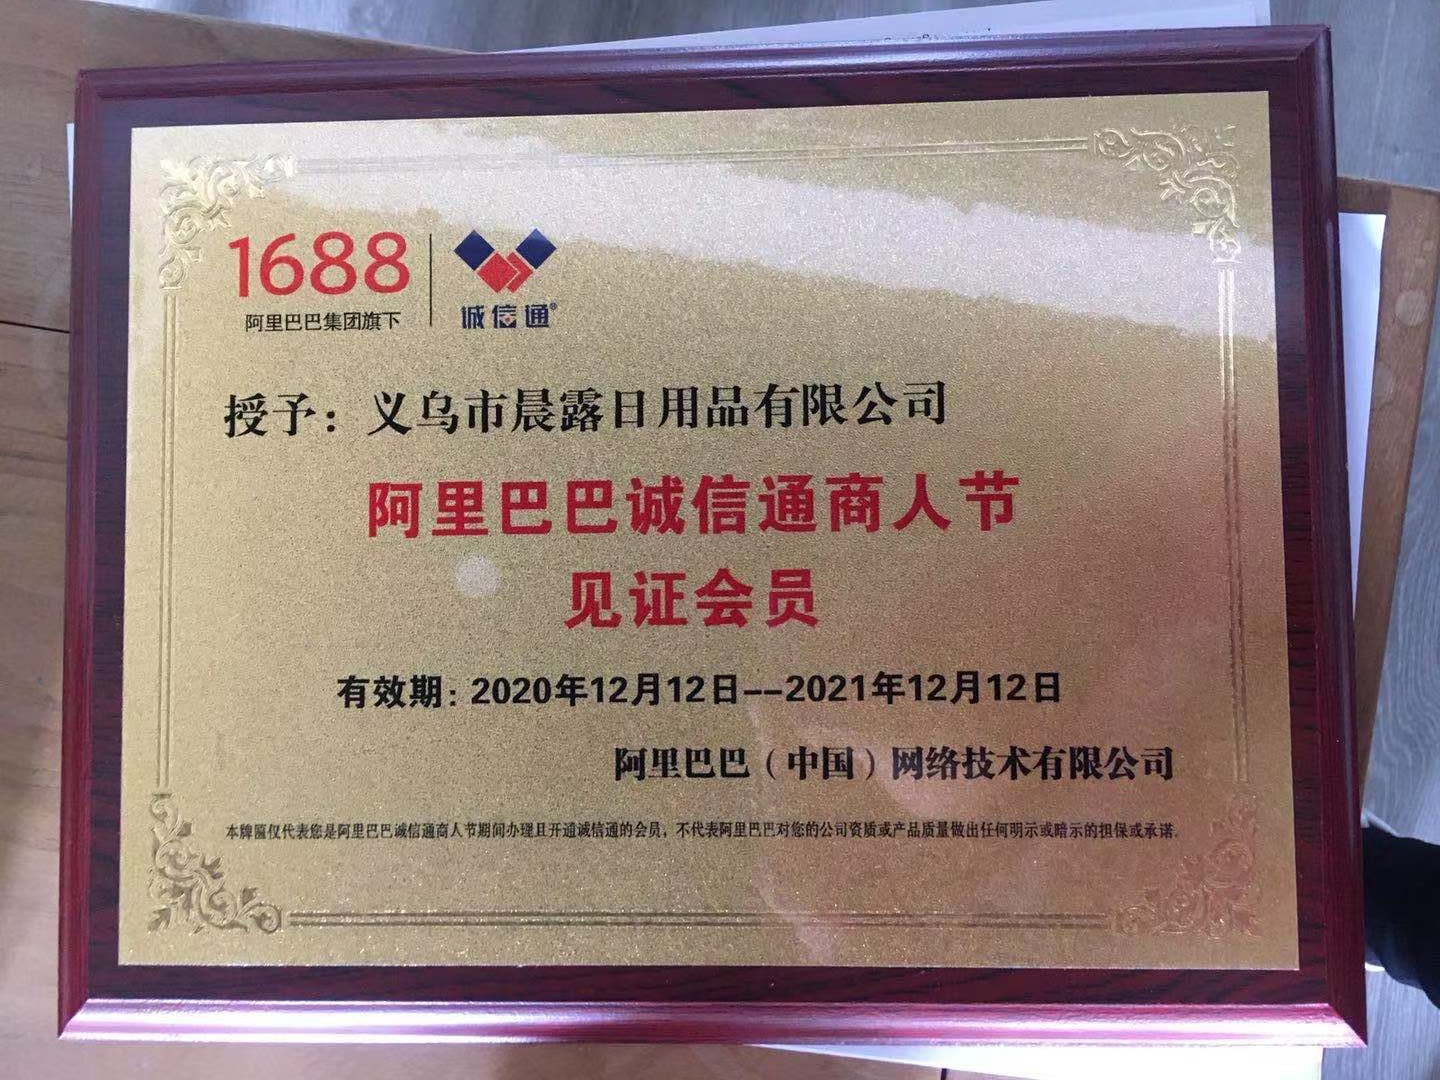 1688
阿里巴巴集团旗下
诚信通®
授予：义乌市晨露日用品有限公司
阿里巴巴诚信通商人节
见证会员
有效期：2020年12月12日--2021年12月12日
阿里巴巴（中国）网络技术有限公司
本牌匾仅代表您是阿里巴巴诚信通商人节期间办理且开通诚信通的会员，不代表阿里巴巴对您的公司资质或产品质量做出任何明示或暗示的担保或承诺。